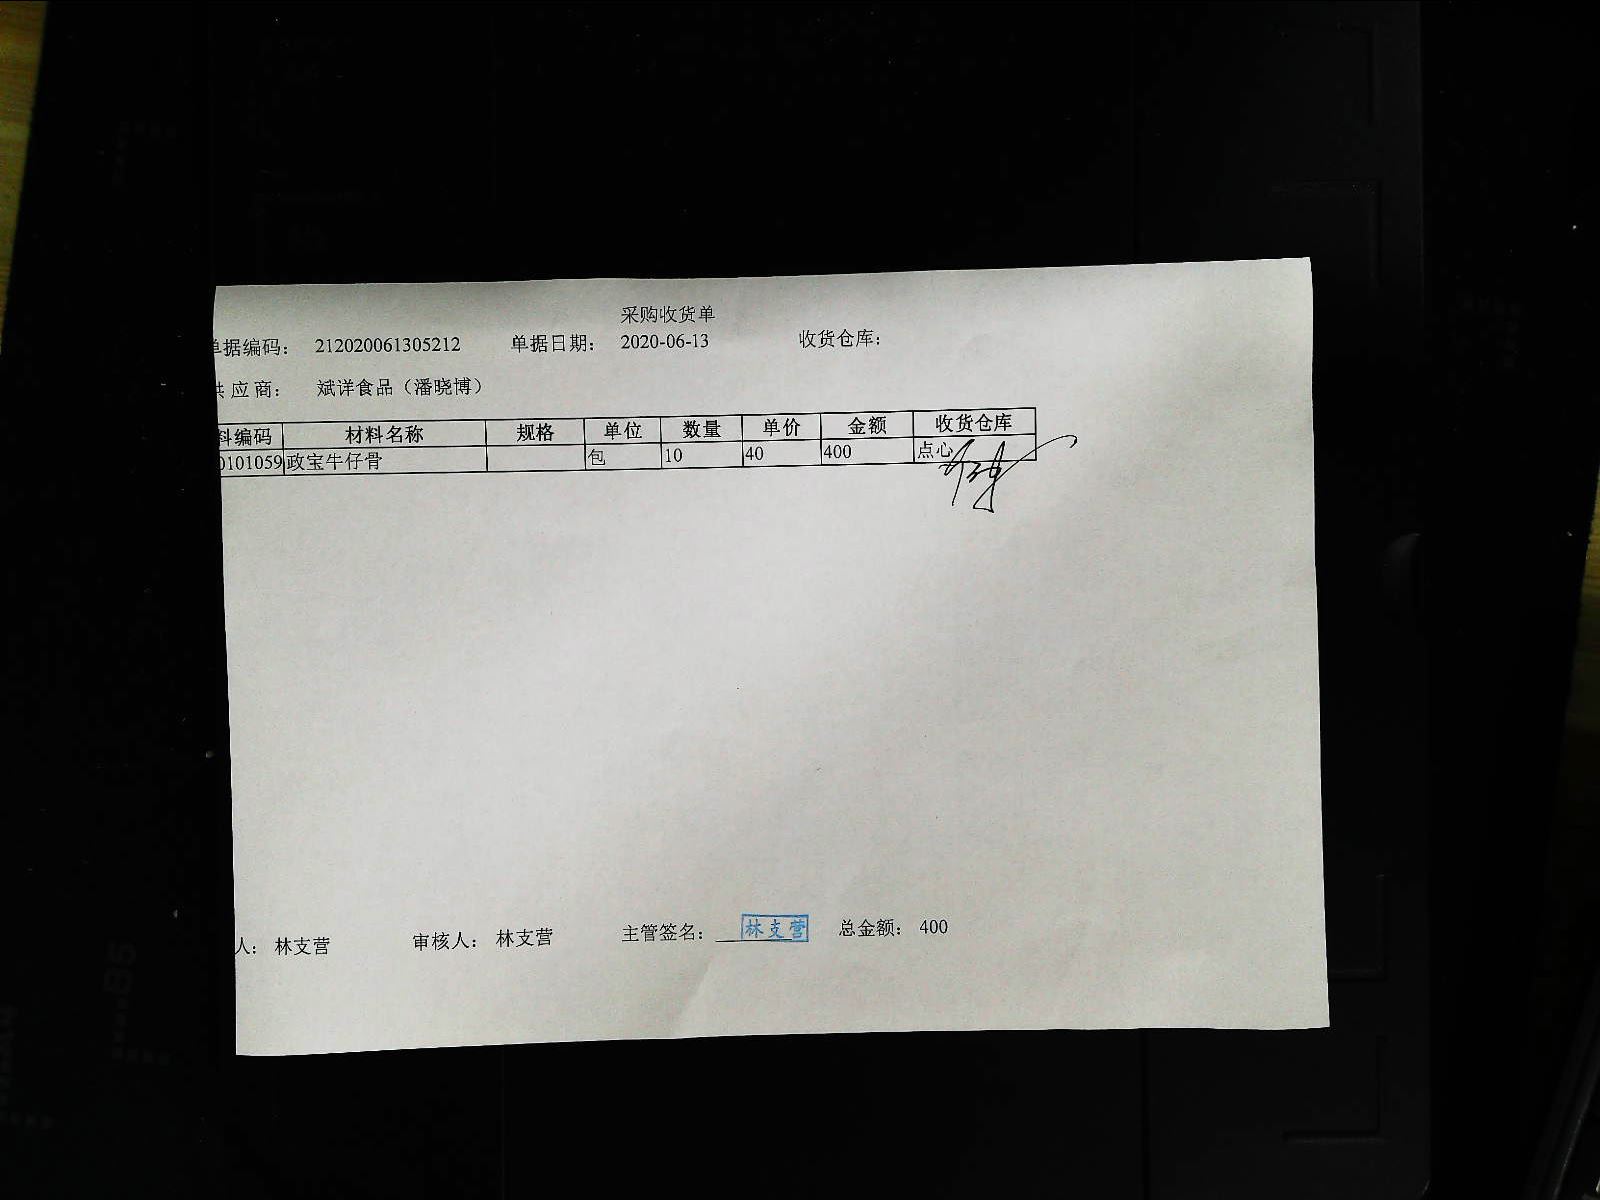 采购收货单
单据编码： 212020061305212 单据日期： 2020-06-13 收货仓库：
供应商： 斌详食品（潘晓博）
料编码 材料名称 规格 单位 数量 单价 金额 收货仓库
0101059 政宝牛仔骨 包 10 40 400 点心
人： 林支营 审核人： 林支营 主管签名： 林支营 总金额： 400